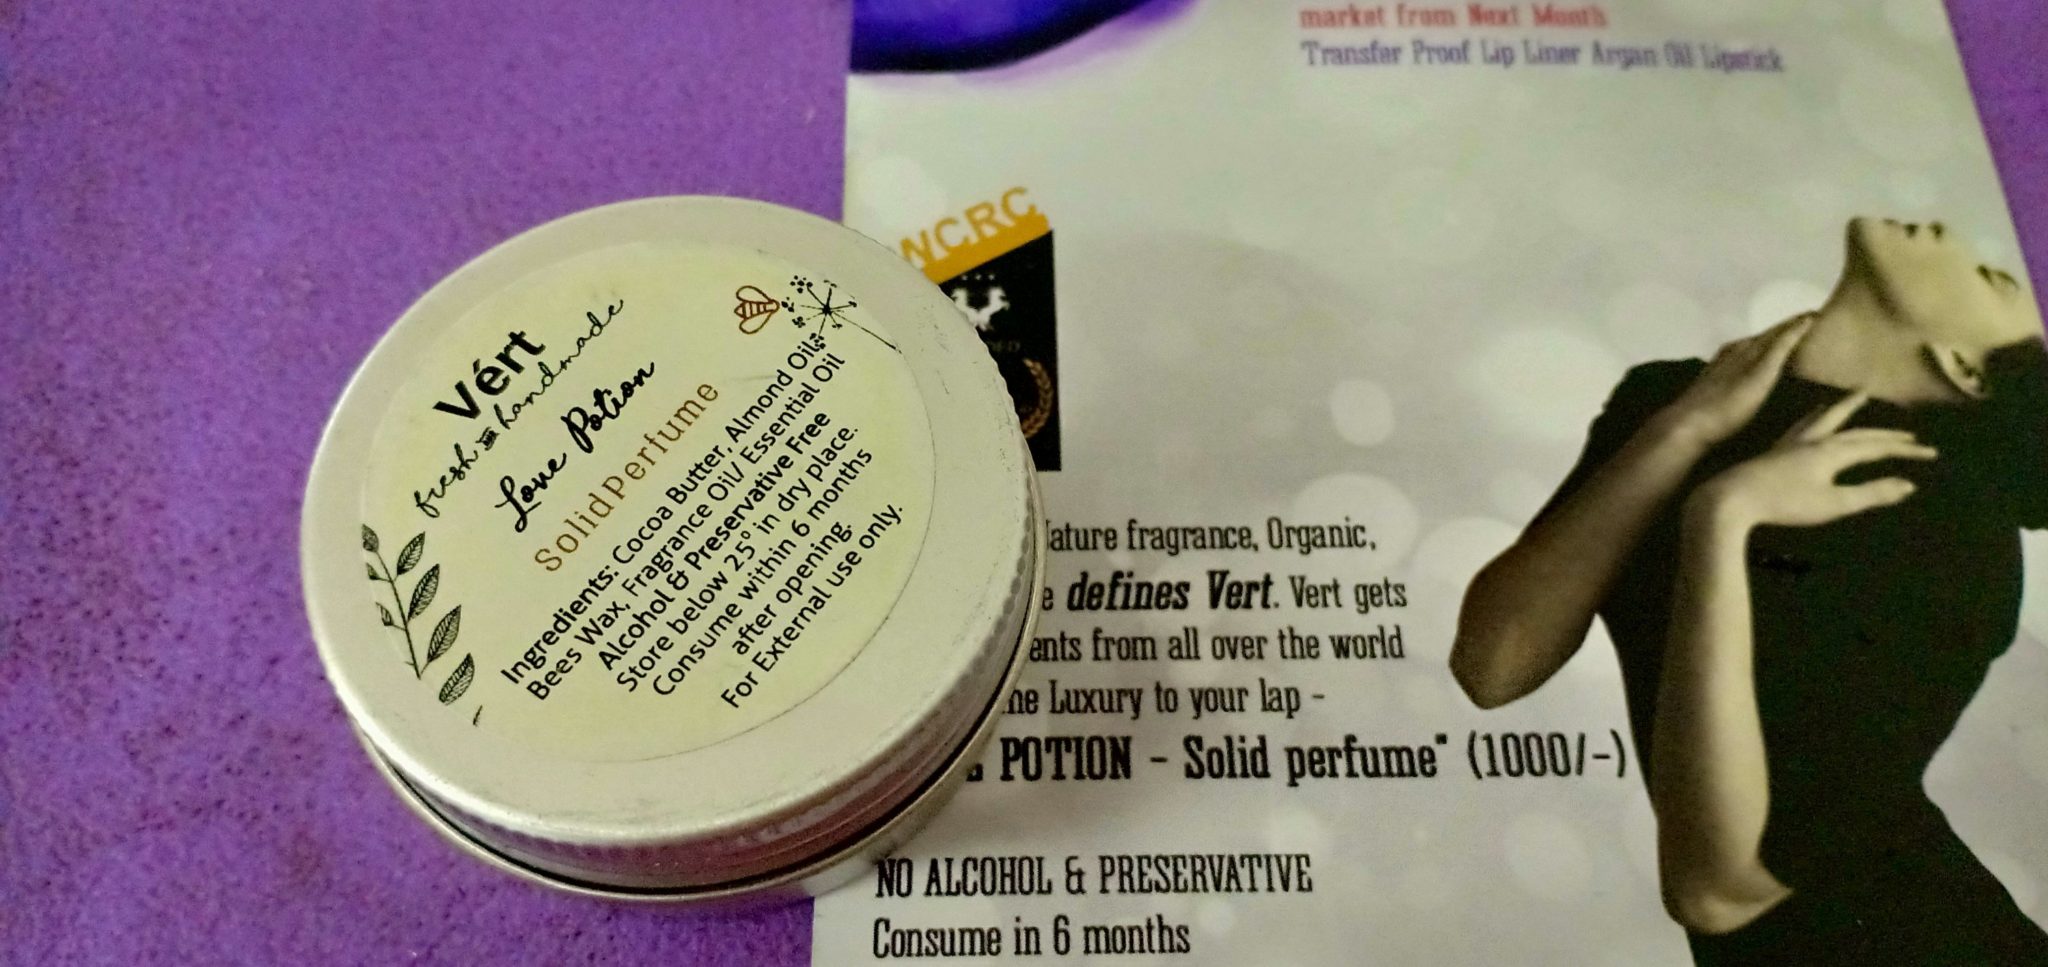 Vért
fresh handmade
Love Potion
Solid Perfume
Ingredients: Cocoa Butter, Almond Oil,
Bees Wax, Fragrance Oil/ Essential Oil
Alcohol & Preservative Free
Store below 25° in dry place.
Consume within 6 months
after opening.
For External use only.
market from Next Month
Transfer Proof Lip Liner Argan Oil Lipstick
WCRC
fragrance, Organic,
defines Vert. Vert gets
from all over the world
Luxury to your lap -
POTION - Solid perfume" (1000/-)
NO ALCOHOL & PRESERVATIVE
Consume in 6 months